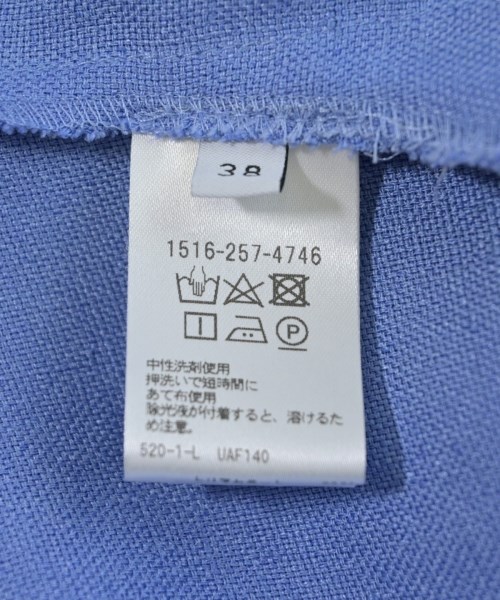 38
1516-257-4746
P
中性洗剤使用
押洗いで短時間に
あて布使用
除光液が付着すると、溶けるた
め注意。
520-1-L UAF140